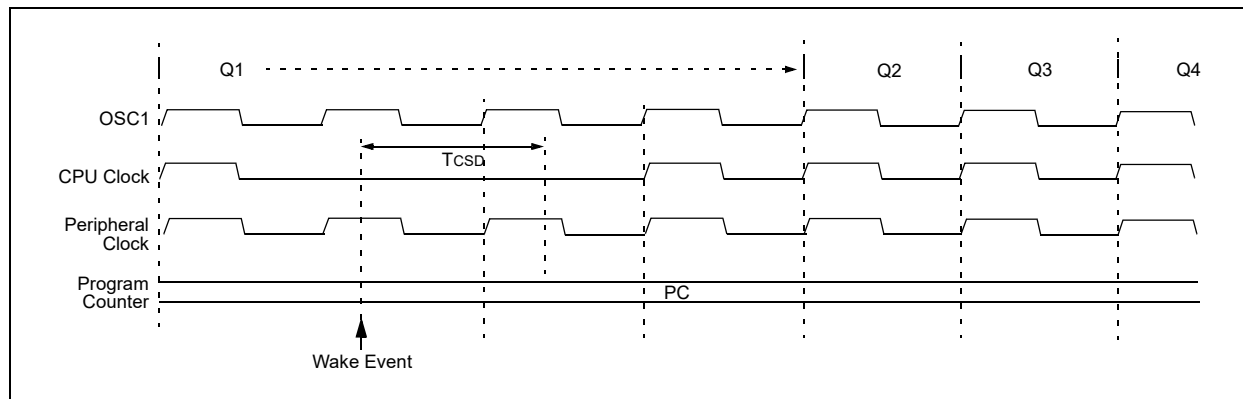 Q1 Q2 Q3 Q4
OSC1
TCSD
CPU Clock
Peripheral
Clock
Program
Counter
PC
Wake Event